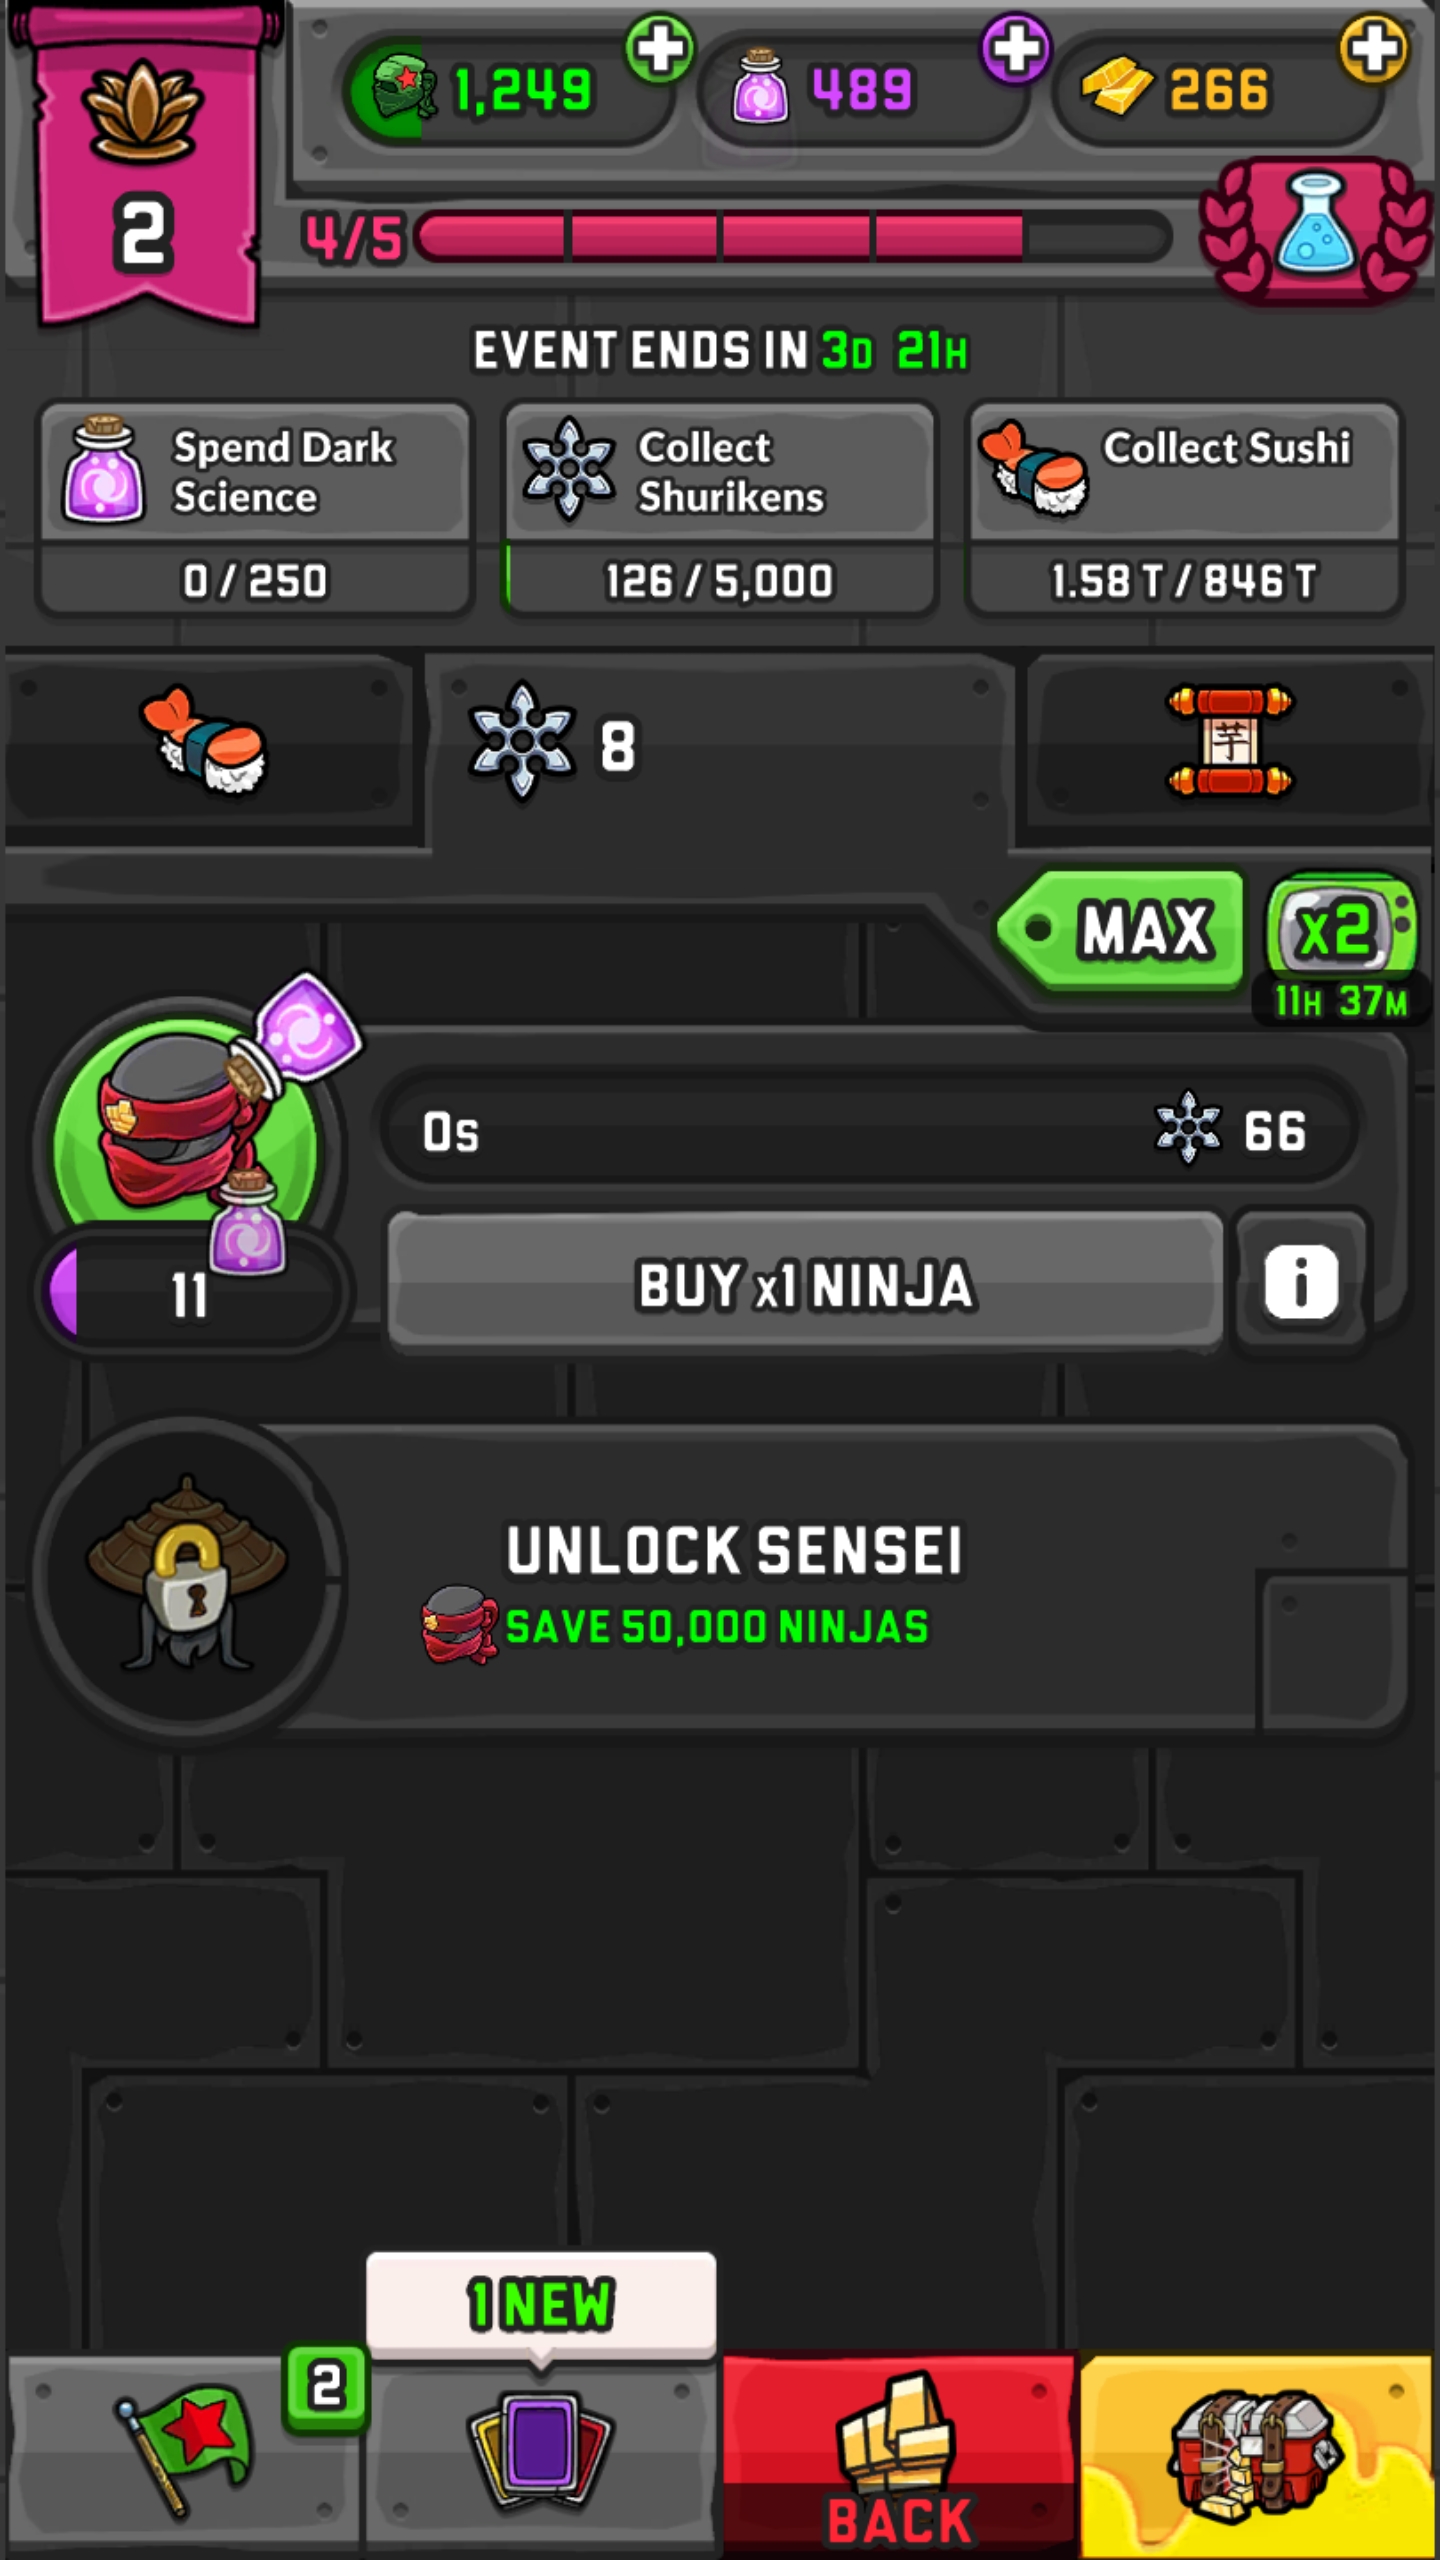 2
1,249
489
266
4/5
EVENT ENDS IN 3D 21H
Spend Dark
Science
0 / 250
Collect
Shurikens
126 / 5,000
Collect Sushi
1.58 T / 846 T
8
芋
MAX
x2
11H 37M
0s
66
11
BUY x1 NINJA
i
UNLOCK SENSEI
SAVE 50,000 NINJAS
1 NEW
2
BACK